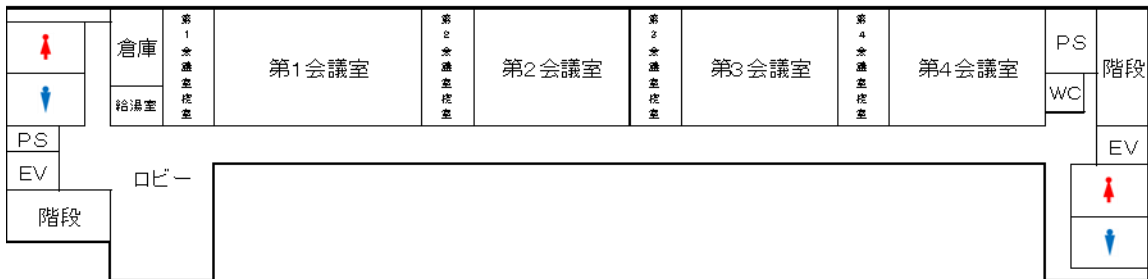 倉庫
給湯室
第1会議室控室
第1会議室
第2会議室控室
第2会議室
第3会議室控室
第3会議室
第4会議室控室
第4会議室
PS
WC
階段
PS
EV
ロビー
階段
EV